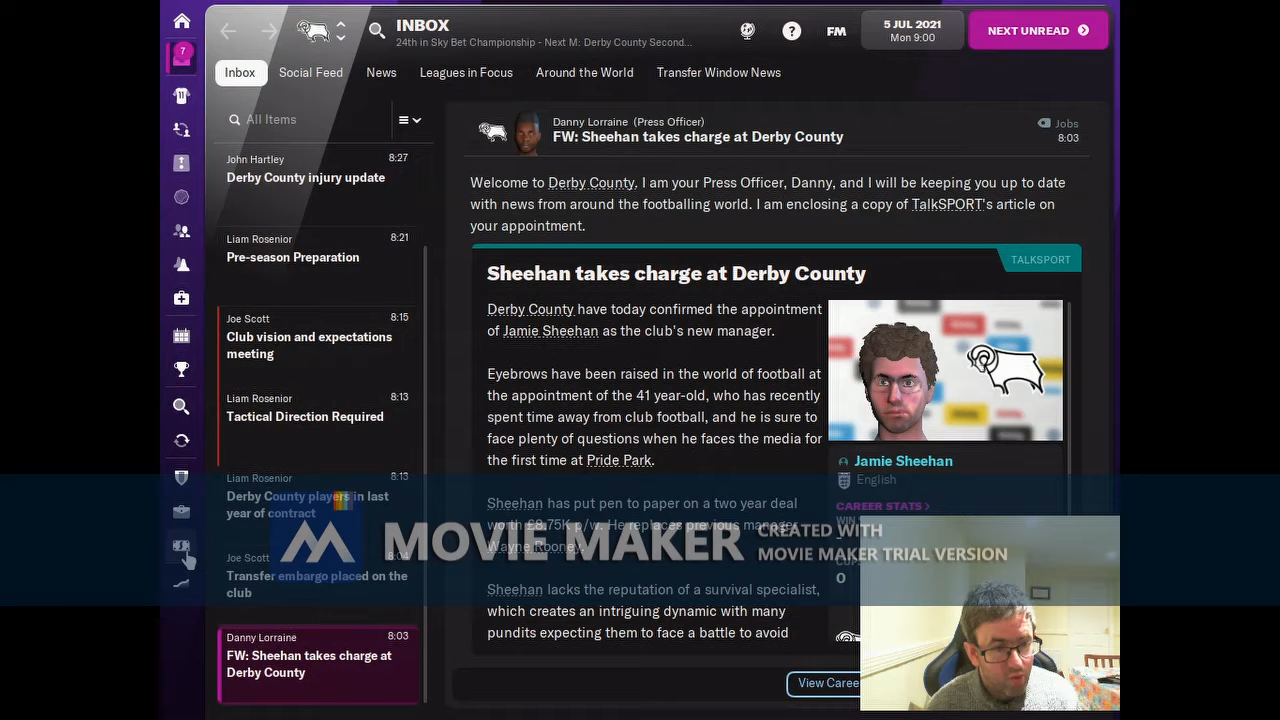 INBOX
24th in Sky Bet Championship - Next M: Derby County Second...
FM
5 JUL 2021
Mon 9:00
NEXT UNREAD
7
Inbox
Social Feed
News
Leagues in Focus
Around the World
Transfer Window News
11
All Items
John Hartley 8:27
Derby County injury update
Liam Rosenior 8:21
Pre-season Preparation
Joe Scott 8:15
Club vision and expectations
meeting
Liam Rosenior 8:13
Tactical Direction Required
Liam Rosenior 8:13
Derby County players in last
year of contract
Joe Scott 8:04
Transfer embargo placed on the
club
Danny Lorraine 8:03
FW: Sheehan takes charge at
Derby County
Danny Lorraine (Press Officer)
FW: Sheehan takes charge at Derby County
Jobs
8:03
Welcome to Derby County, I am your Press Officer, Danny, and I will be keeping you up to date
with news from around the footballing world. I am enclosing a copy of TalkSPORT's article on
your appointment.
TALKSPORT
Sheehan takes charge at Derby County
Derby County have today confirmed the appointment
of Jamie Sheehan as the club's new manager.
Eyebrows have been raised in the world of football at
the appointment of the 41 year-old, who has recently
spent time away from club football, and he is sure to
face plenty of questions when he faces the media for
the first time at Pride Park.
Sheehan has put pen to paper on a two year deal
worth £8.75K p/w. He replaces previous manager
Wayne Rooney.
Sheehan lacks the reputation of a survival specialist,
which creates an intriguing dynamic with many
pundits expecting them to face a battle to avoid
Jamie Sheehan
English
CAREER STATS >
0
View Caree
MOVIE MAKER
CREATED WITH
MOVIE MAKER TRIAL VERSION